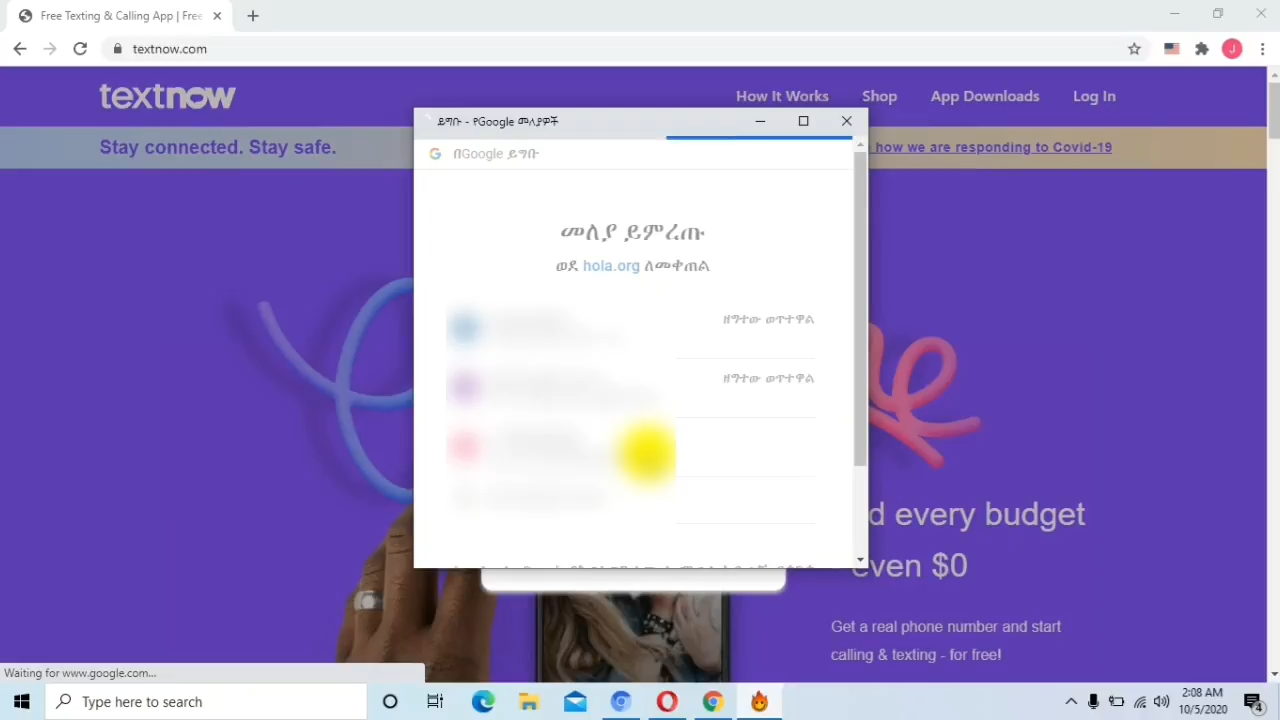 Free Texting & Calling App | Free
textnow.com
textnow
How It Works
Shop
App Downloads
Log In
Stay connected. Stay safe.
how we are responding to Covid-19
ይግቡ - የGoogle መለያዎች
በGoogle ይግቡ
መለያ ይምረጡ
ወደ hola.org ለመቀጠል
ዘግተው ወጥተዋል
ዘግተው ወጥተዋል
d every budget
even $0
Get a real phone number and start
calling & texting - for free!
Waiting for www.google.com...
Type here to search
2:08 AM
10/5/2020
J
4